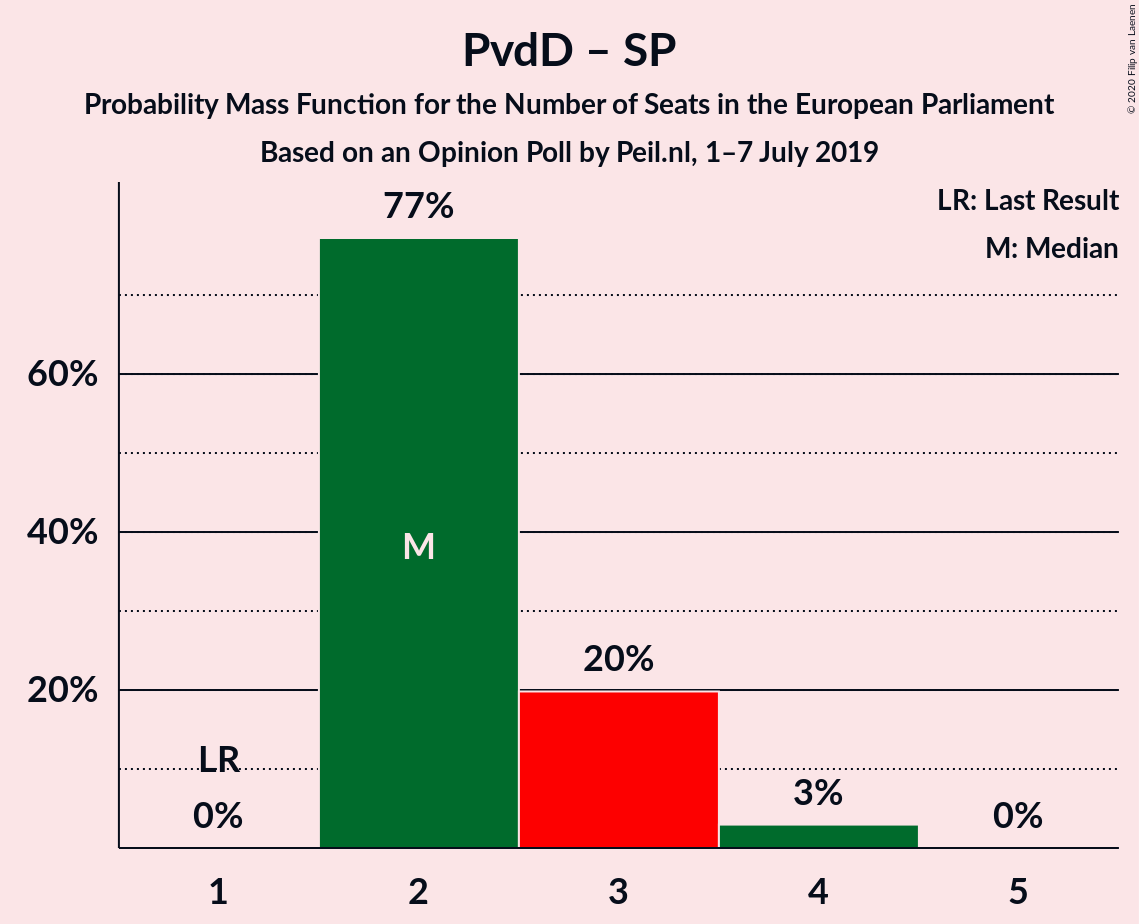 PvdD – SP
Probability Mass Function for the Number of Seats in the European Parliament
Based on an Opinion Poll by Peil.nl, 1–7 July 2019
© 2020 Filip van Laenen
LR: Last Result
M: Median
77%
60%
40%
M
20%
20%
LR
0%
3%
0%
1 2 3 4 5